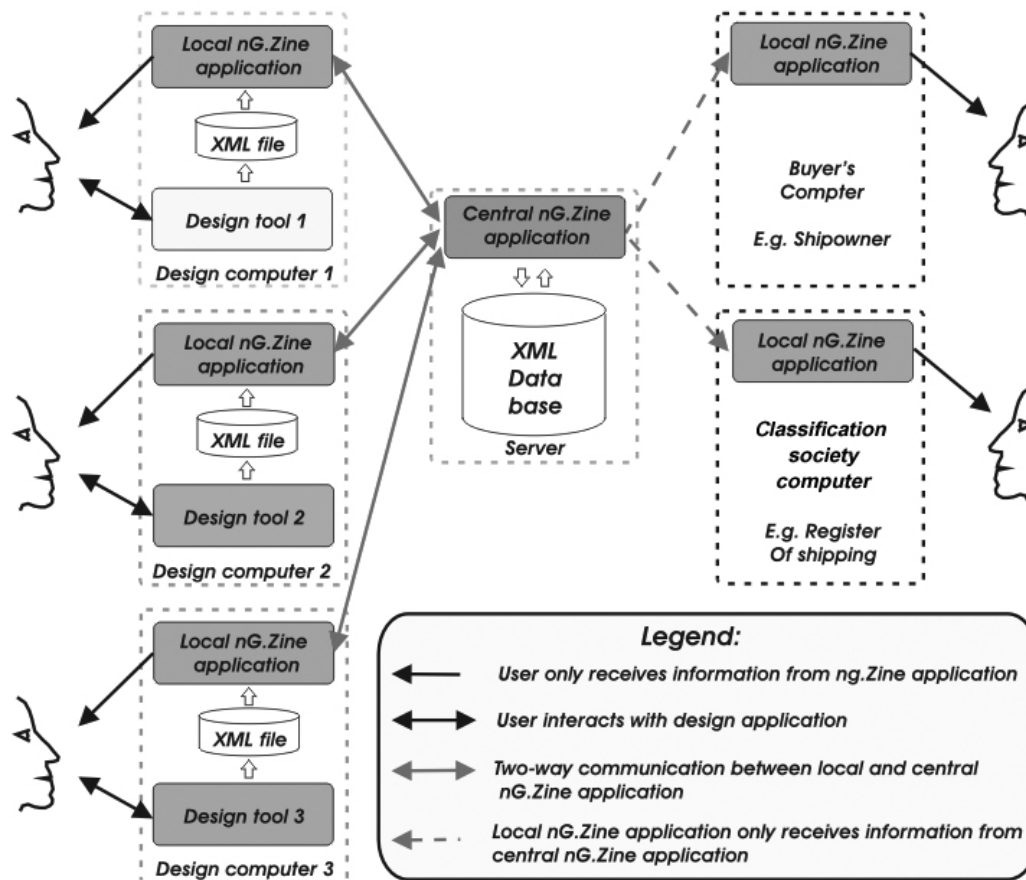 Local nG.Zine
application
XML file
Design tool 1
Design computer 1
Local nG.Zine
application
XML file
Design tool 2
Design computer 2
Local nG.Zine
application
XML file
Design tool 3
Design computer 3
Central nG.Zine
application
XML
Data
base
Server
Local nG.Zine
application
Buyer's
Compter
E.g. Shipowner
Local nG.Zine
application
Classification
society
computer
E.g. Register
Of shipping
Legend:
User only receives information from ng.Zine application
User interacts with design application
Two-way communication between local and central
nG.Zine application
Local nG.Zine application only receives information from
central nG.Zine application